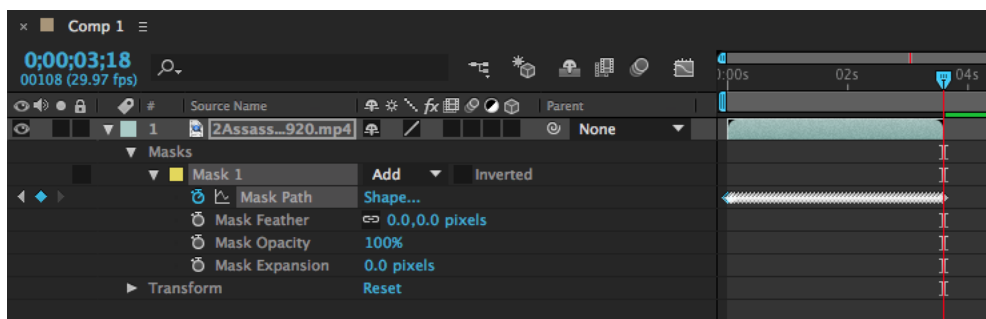 × Comp 1
0;00;03;18
00108 (29.97 fps)
:00s 02s 04s
# Source Name fx Parent
1 2Assass...920.mp4 None
Masks
Mask 1 Add Inverted
Mask Path Shape...
Mask Feather 0.0,0.0 pixels
Mask Opacity 100%
Mask Expansion 0.0 pixels
Transform Reset